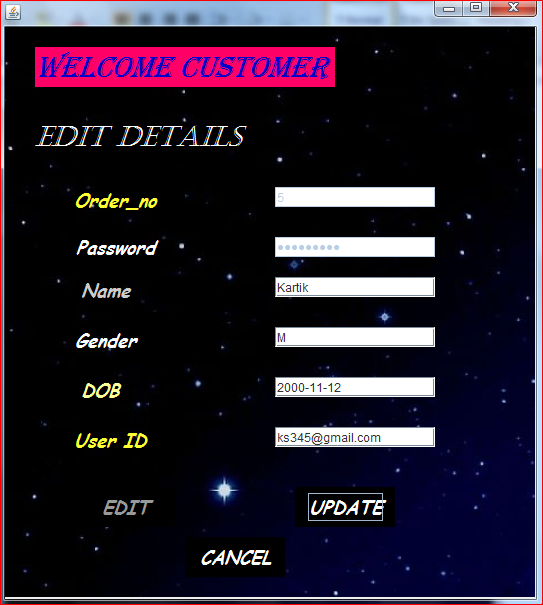 WELCOME CUSTOMER
EDIT DETAILS
Order_no 5
Password ●●●●●●●●●
Name Kartik
Gender M
DOB 2000-11-12
User ID ks345@gmail.com
EDIT UPDATE
CANCEL